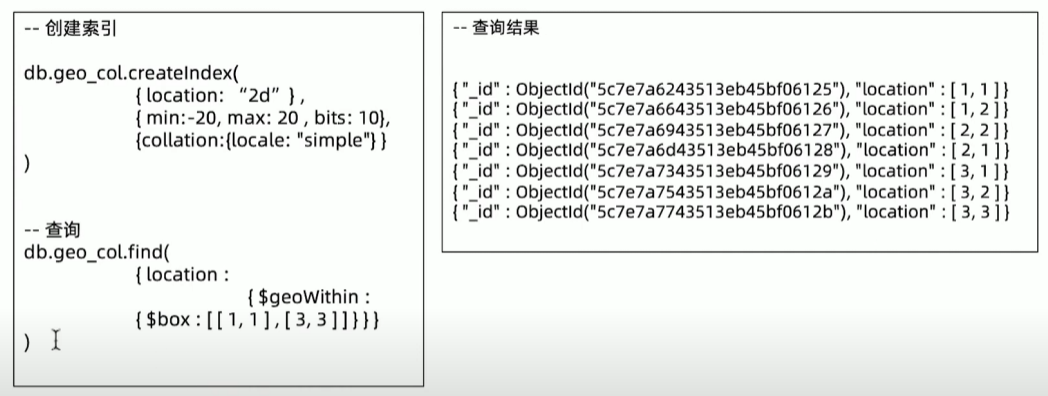 -- 创建索引
db.geo_col.createIndex(
{ location: “2d” } ,
{ min:-20, max: 20 , bits: 10},
{collation:{locale: "simple"} }
)
-- 查询
db.geo_col.find(
{ location :
{ $geoWithin :
{ $box : [ [ 1, 1 ] , [ 3, 3 ] ] } } }
)
-- 查询结果
{ "_id" : ObjectId("5c7e7a6243513eb45bf06125"), "location" : [ 1, 1 ] }
{ "_id" : ObjectId("5c7e7a6643513eb45bf06126"), "location" : [ 1, 2 ] }
{ "_id" : ObjectId("5c7e7a6943513eb45bf06127"), "location" : [ 2, 2 ] }
{ "_id" : ObjectId("5c7e7a6d43513eb45bf06128"), "location" : [ 2, 1 ] }
{ "_id" : ObjectId("5c7e7a7343513eb45bf06129"), "location" : [ 3, 1 ] }
{ "_id" : ObjectId("5c7e7a7543513eb45bf0612a"), "location" : [ 3, 2 ] }
{ "_id" : ObjectId("5c7e7a7743513eb45bf0612b"), "location" : [ 3, 3 ] }